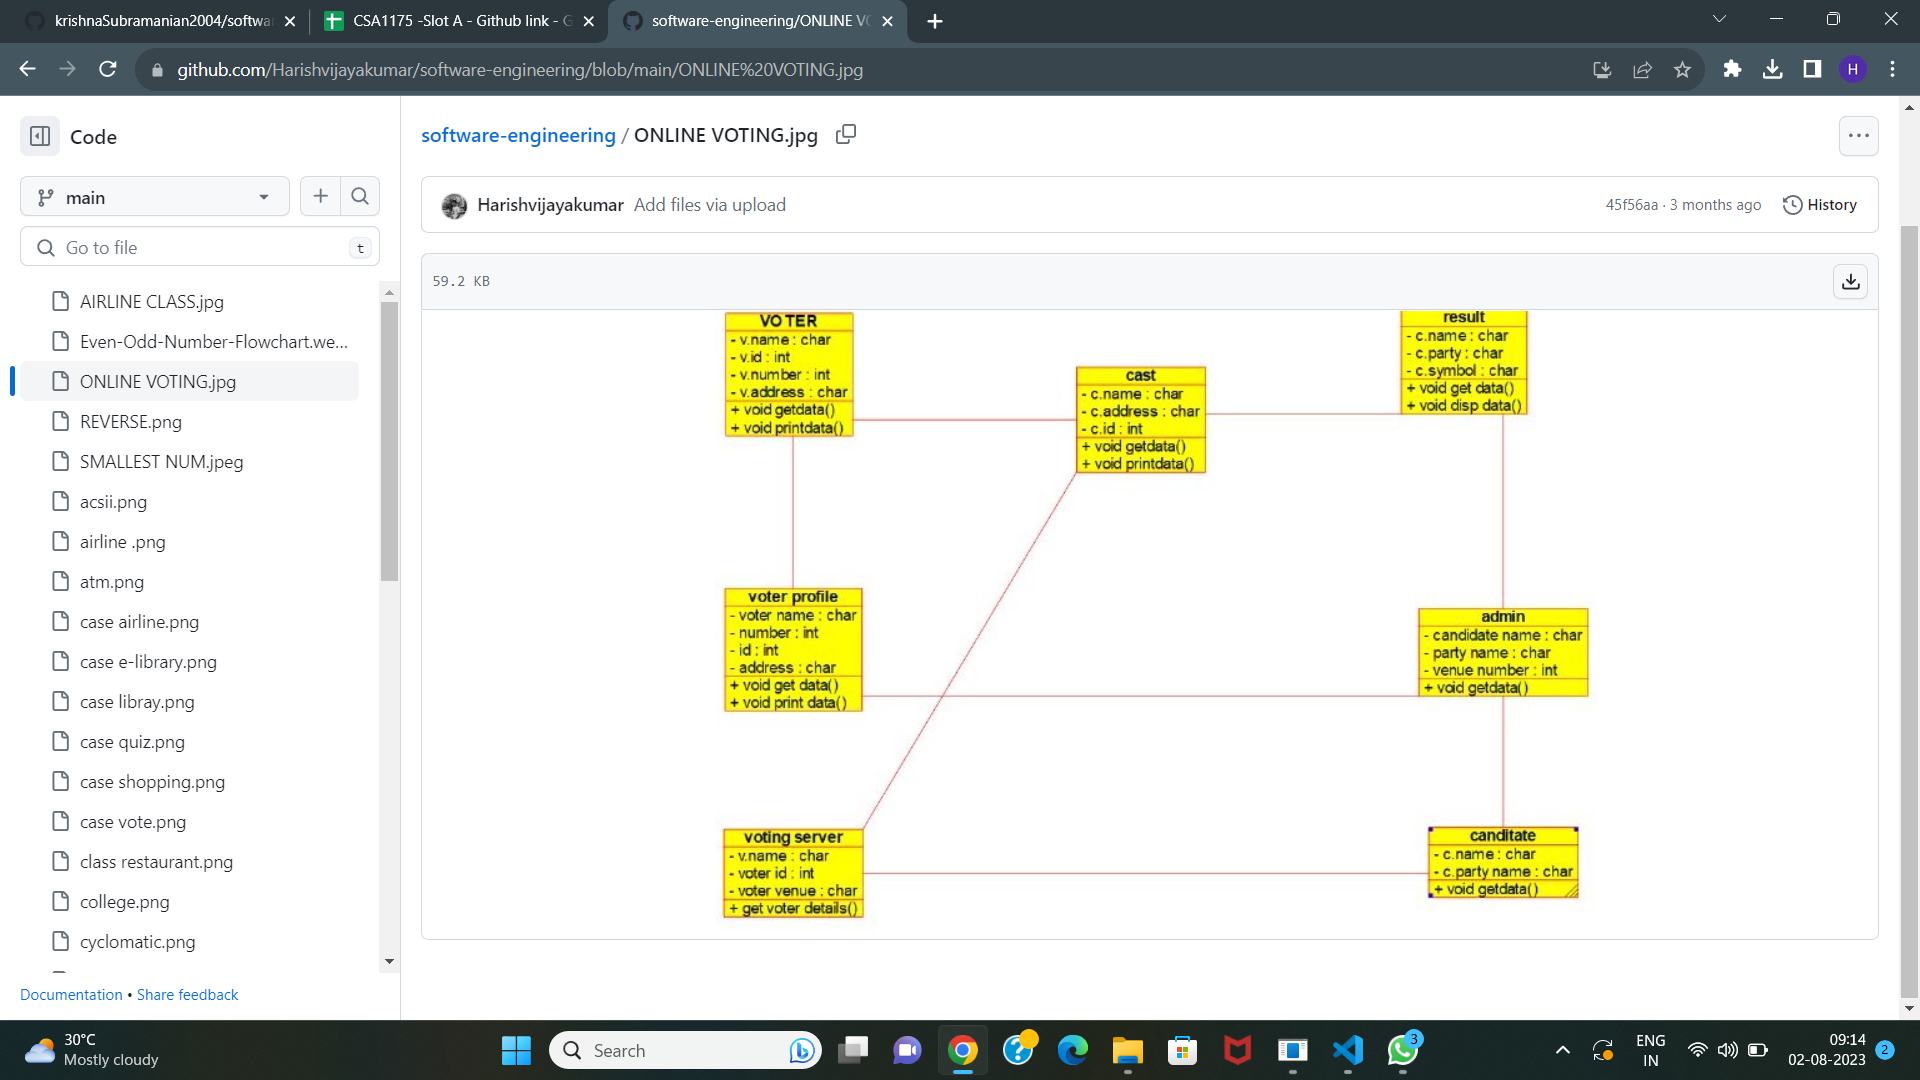 krishnaSubramanian2004/softwa
CSA1175 -Slot A - Github link - G
software-engineering/ONLINE VO
github.com/Harishvijayakumar/software-engineering/blob/main/ONLINE%20VOTING.jpg
H
Code
software-engineering / ONLINE VOTING.jpg
main
Harishvijayakumar Add files via upload
45f56aa · 3 months ago
History
Go to file
t
59.2 KB
AIRLINE CLASS.jpg
Even-Odd-Number-Flowchart.we...
ONLINE VOTING.jpg
REVERSE.png
SMALLEST NUM.jpeg
acsii.png
airline .png
atm.png
case airline.png
case e-library.png
case libray.png
case quiz.png
case shopping.png
case vote.png
class restaurant.png
college.png
cyclomatic.png
Documentation • Share feedback
VOTER
- v.name : char
- v.id : int
- v.number : int
- v.address : char
+ void getdata()
+ void printdata()
cast
- c.name : char
- c.address : char
- c.id : int
+ void getdata()
+ void printdata()
result
- c.name : char
- c.party : char
- c.symbol : char
+ void get data()
+ void disp data()
voter profile
- voter name : char
- number : int
- id : int
- address : char
+ void get data()
+ void print data()
admin
- candidate name : char
- party name : char
- venue number : int
+ void getdata()
voting server
- v.name : char
- voter id : int
- voter venue : char
+ get voter details()
canditate
- c.name : char
- c.party name : char
+ void getdata()
30°C
Mostly cloudy
Search
3
ENG
IN
09:14
02-08-2023
2